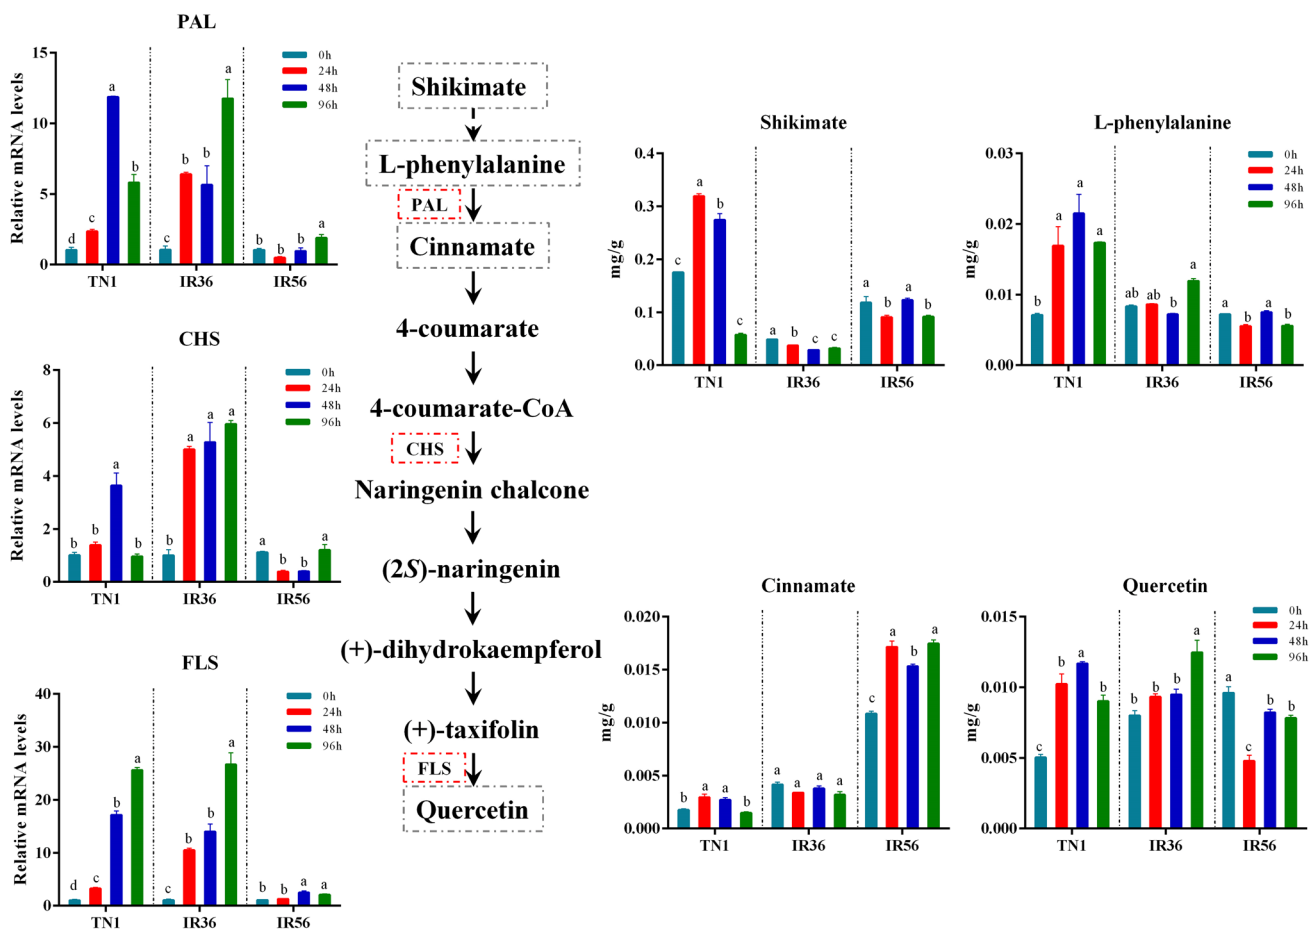 PAL
Relative mRNA levels
15
10
5
0
d
c
a
b
c
b
b
a
b
b
b
a
TN1
IR36
IR56
0h
24h
48h
96h
CHS
Relative mRNA levels
8
6
4
2
0
b
b
a
b
b
a
a
a
a
b
b
a
TN1
IR36
IR56
0h
24h
48h
96h
FLS
Relative mRNA levels
40
30
20
10
0
d
c
b
a
c
b
b
a
b
b
a
a
TN1
IR36
IR56
0h
24h
48h
96h
Shikimate
L-phenylalanine
PAL
Cinnamate
4-coumarate
4-coumarate-CoA
CHS
Naringenin chalcone
(2S)-naringenin
(+)-dihydrokaempferol
(+)-taxifolin
FLS
Quercetin
Shikimate
mg/g
0.4
0.3
0.2
0.1
0.0
c
a
b
c
a
b
c
c
a
b
a
b
TN1
IR36
IR56
L-phenylalanine
mg/g
0.03
0.02
0.01
0.00
b
a
a
a
ab
ab
b
a
a
b
a
b
TN1
IR36
IR56
0h
24h
48h
96h
Cinnamate
mg/g
0.020
0.015
0.010
0.005
0.000
b
a
a
b
a
a
a
a
c
a
b
a
TN1
IR36
IR56
Quercetin
mg/g
0.015
0.010
0.005
0.000
c
b
a
b
b
b
b
a
a
c
b
b
TN1
IR36
IR56
0h
24h
48h
96h